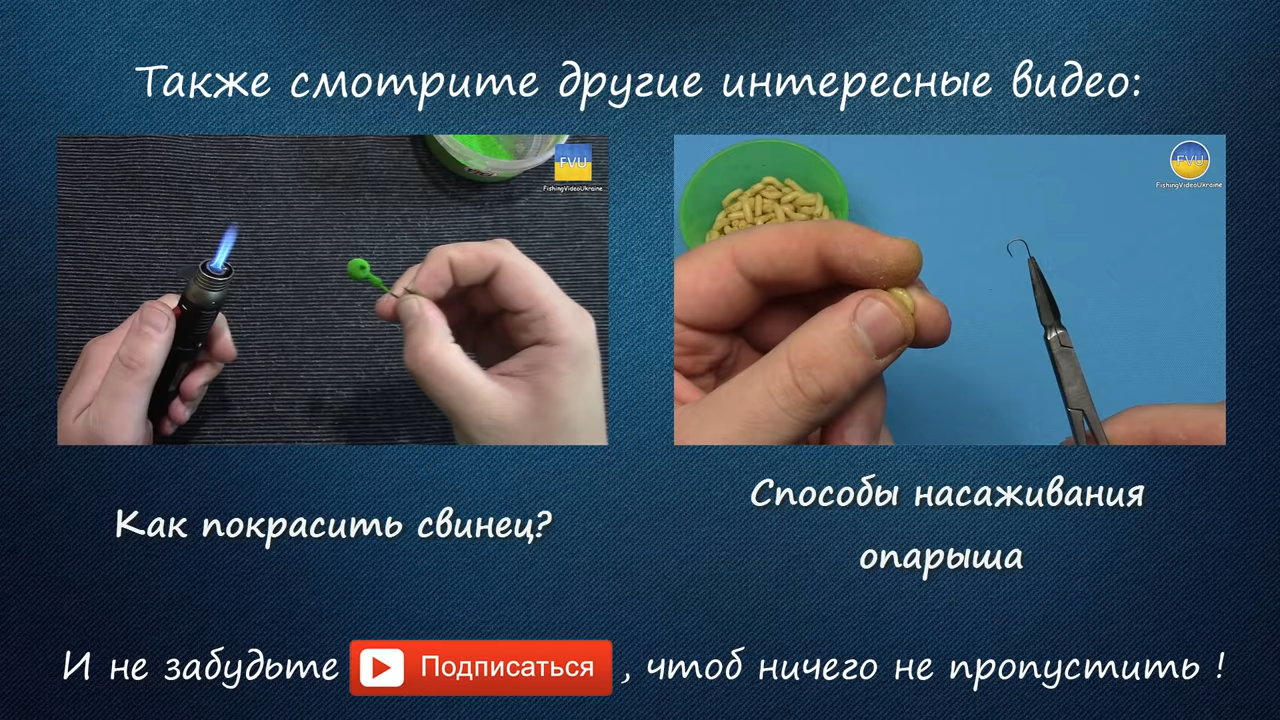 Также смотрите другие интересные видео:
FVU
FishingVideoUkraine
FVU
FishingVideoUkraine
Как покрасить свинец?
Способы насаживания
опарыша
И не забудьте Подписаться , чтоб ничего не пропустить !